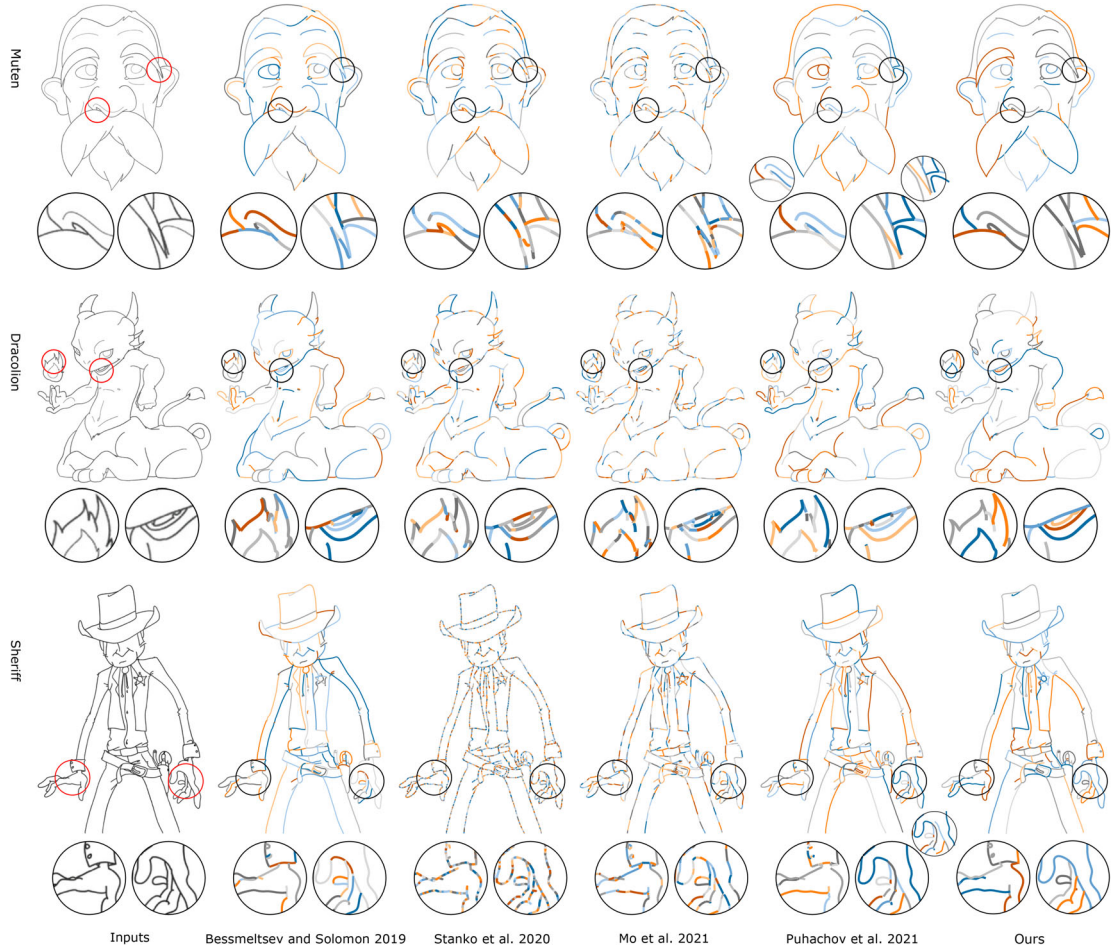 Muten
Dracolion
Sheriff
Inputs
Bessmeltsev and Solomon 2019
Stanko et al. 2020
Mo et al. 2021
Puhachov et al. 2021
Ours